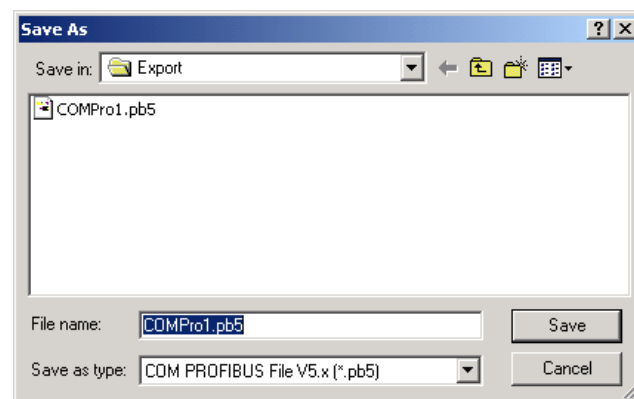 Save As
Save in: Export
COMPro1.pb5
File name: COMPro1.pb5 Save
Save as type: COM PROFIBUS File V5.x (*.pb5) Cancel